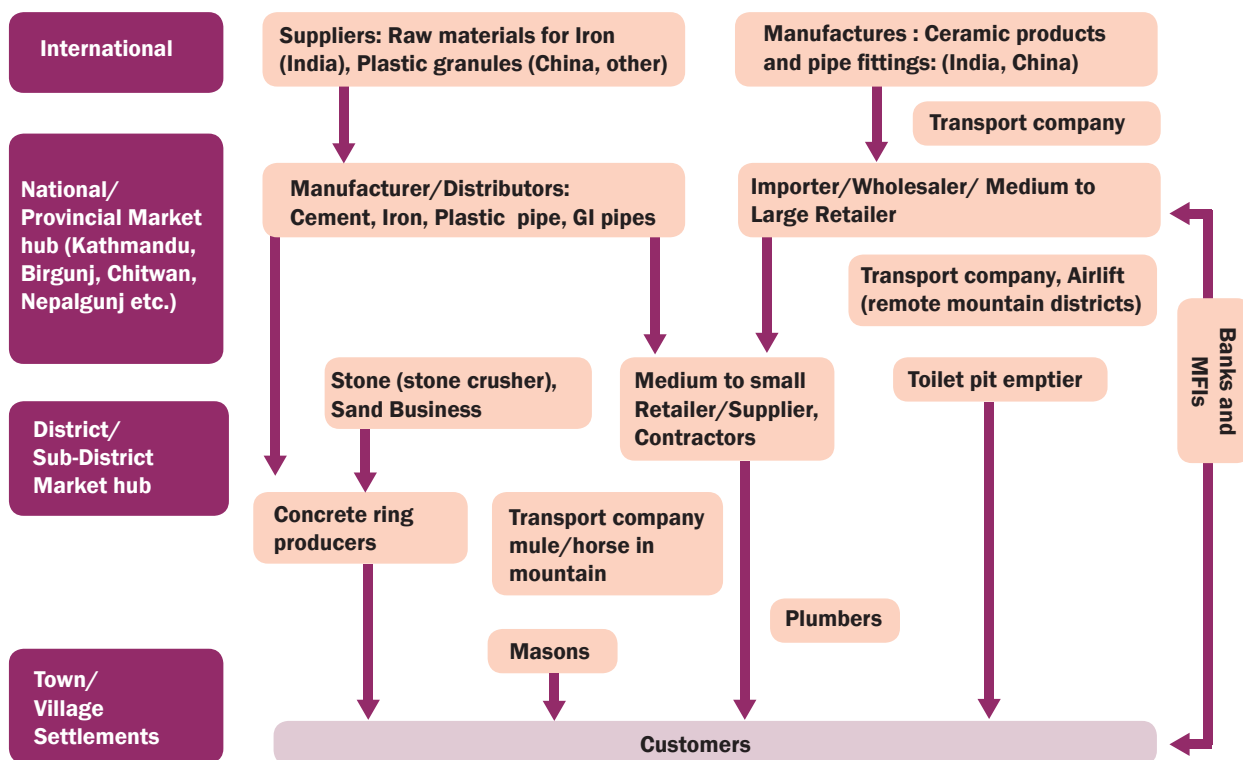 International
Suppliers: Raw materials for Iron
(India), Plastic granules (China, other)
Manufactures : Ceramic products
and pipe fittings: (India, China)
Transport company
National/
Provincial Market
hub (Kathmandu,
Birgunj, Chitwan,
Nepalgunj etc.)
Manufacturer/Distributors:
Cement, Iron, Plastic pipe, GI pipes
Importer/Wholesaler/ Medium to
Large Retailer
Transport company, Airlift
(remote mountain districts)
Banks and
MFIs
Stone (stone crusher),
Sand Business
Medium to small
Retailer/Supplier,
Contractors
Toilet pit emptier
District/
Sub-District
Market hub
Concrete ring
producers
Transport company
mule/horse in
mountain
Plumbers
Masons
Town/
Village
Settlements
Customers